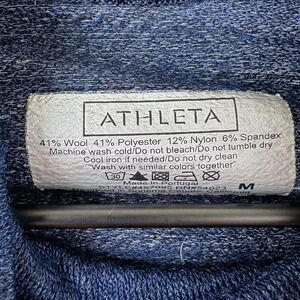 ATHLETA
41% Wool 41% Polyester 12% Nylon 6% Spandex
Machine wash cold/Do not bleach/Do not tumble dry
Cool iron if needed/Do not dry clean
"Wash with similar colors together"
30
Made in Portugal
M